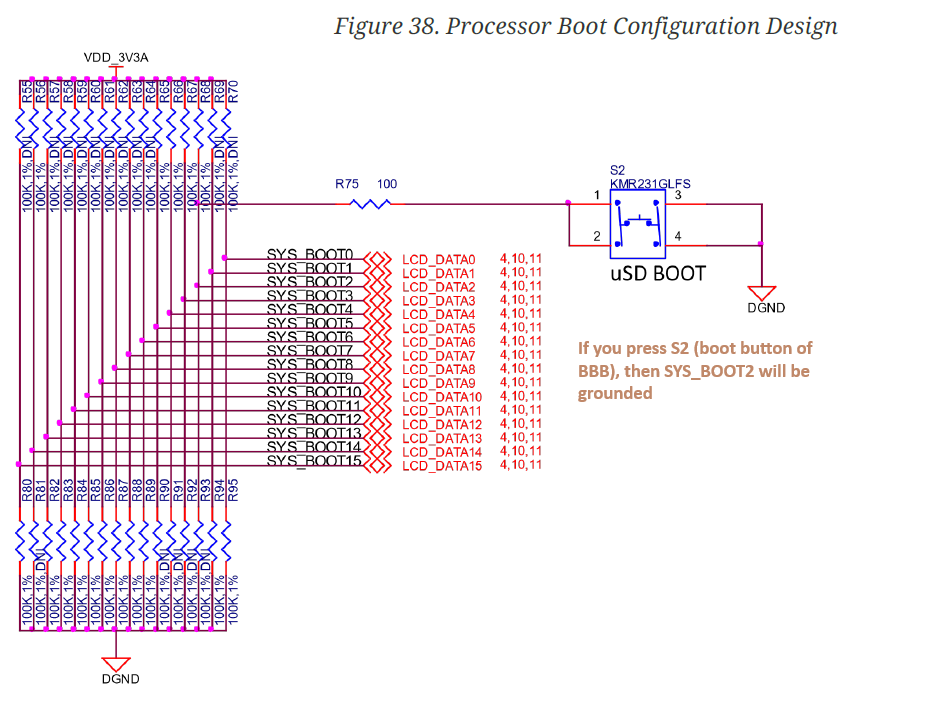 Figure 38. Processor Boot Configuration Design
VDD_3V3A
R55
R56
R57
R58
R59
R60
R61
R62
R63
R64
R65
R66
R67
R68
R69
R70
100K,1%,DNI
100K,1%
100K,1%,DNI
100K,1%,DNI
100K,1%,DNI
100K,1%,DNI
100K,1%,DNI
100K,1%,DNI
100K,1%,DNI
100K,1%,DNI
100K,1%
100K,1%
100K,1%
100K,1%
100K,1%,DNI
100K,1%,DNI
R75 100
S2
KMR231GLFS
1 3
2 4
uSD BOOT
DGND
SYS_BOOT0 LCD_DATA0 4,10,11
SYS_BOOT1 LCD_DATA1 4,10,11
SYS_BOOT2 LCD_DATA2 4,10,11
SYS_BOOT3 LCD_DATA3 4,10,11
SYS_BOOT4 LCD_DATA4 4,10,11
SYS_BOOT5 LCD_DATA5 4,10,11
SYS_BOOT6 LCD_DATA6 4,10,11
SYS_BOOT7 LCD_DATA7 4,10,11
SYS_BOOT8 LCD_DATA8 4,10,11
SYS_BOOT9 LCD_DATA9 4,10,11
SYS_BOOT10 LCD_DATA10 4,10,11
SYS_BOOT11 LCD_DATA11 4,10,11
SYS_BOOT12 LCD_DATA12 4,10,11
SYS_BOOT13 LCD_DATA13 4,10,11
SYS_BOOT14 LCD_DATA14 4,10,11
SYS_BOOT15 LCD_DATA15 4,10,11
If you press S2 (boot button of
BBB), then SYS_BOOT2 will be
grounded
R80
R81
R82
R83
R84
R85
R86
R87
R88
R89
R90
R91
R92
R93
R94
R95
100K,1%
100K,1%,DNI
100K,1%
100K,1%
100K,1%
100K,1%
100K,1%
100K,1%
100K,1%
100K,1%
100K,1%,DNI
100K,1%,DNI
100K,1%,DNI
100K,1%,DNI
100K,1%
100K,1%
DGND